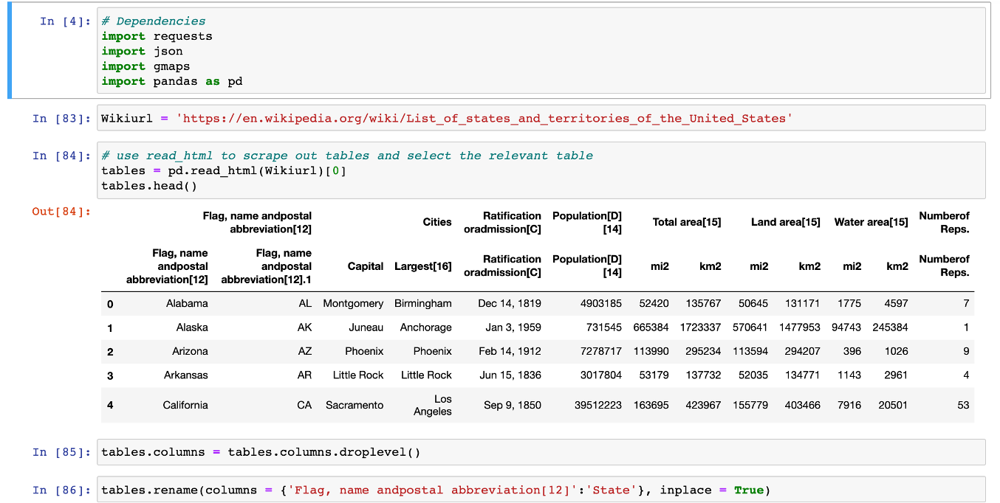 In [4]: # Dependencies
import requests
import json
import gmaps
import pandas as pd
In [83]: Wikiurl = 'https://en.wikipedia.org/wiki/List_of_states_and_territories_of_the_United_States'
In [84]: # use read_html to scrape out tables and select the relevant table
tables = pd.read_html(Wikiurl)[0]
tables.head()
Out[84]:
Flag, name andpostal abbreviation[12] Cities Ratification oradmission[C] Population[D][14] Total area[15] Land area[15] Water area[15] Numberof Reps.
Flag, name andpostal abbreviation[12] Flag, name andpostal abbreviation[12].1 Capital Largest[16] Ratification oradmission[C] Population[D][14] mi2 km2 mi2 km2 mi2 km2 Numberof Reps.
0 Alabama AL Montgomery Birmingham Dec 14, 1819 4903185 52420 135767 50645 131171 1775 4597 7
1 Alaska AK Juneau Anchorage Jan 3, 1959 731545 665384 1723337 570641 1477953 94743 245384 1
2 Arizona AZ Phoenix Phoenix Feb 14, 1912 7278717 113990 295234 113594 294207 396 1026 9
3 Arkansas AR Little Rock Little Rock Jun 15, 1836 3017804 53179 137732 52035 134771 1143 2961 4
4 California CA Sacramento Los Angeles Sep 9, 1850 39512223 163695 423967 155779 403466 7916 20501 53
In [85]: tables.columns = tables.columns.droplevel()
In [86]: tables.rename(columns = {'Flag, name andpostal abbreviation[12]':'State'}, inplace = True)